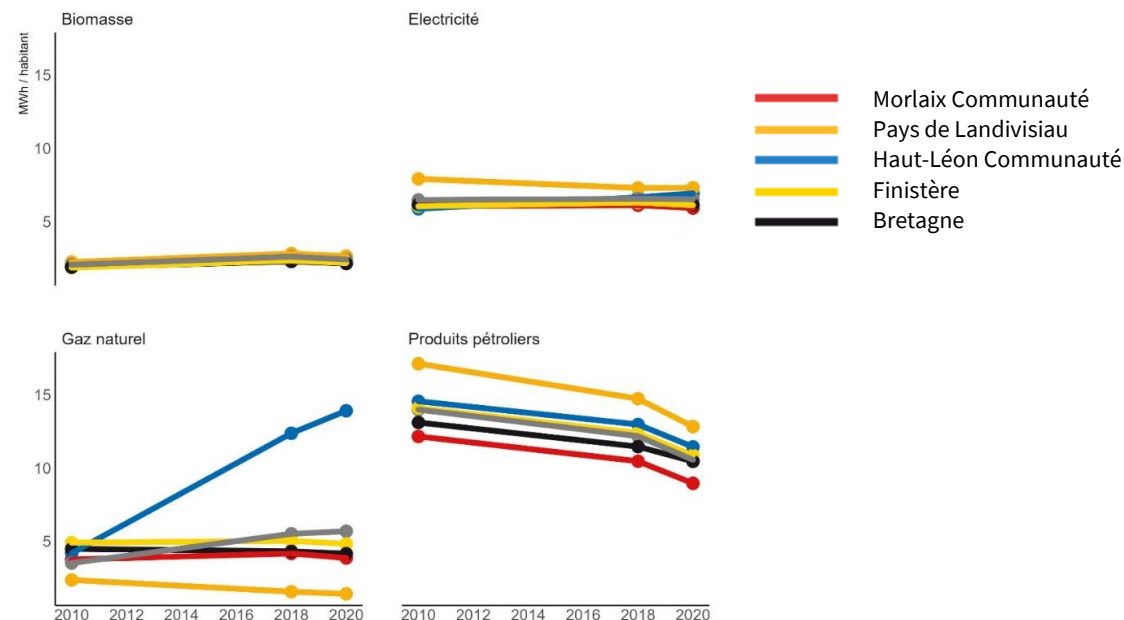 Biomasse
Electricité
MWh / habitant
15
10
5
Morlaix Communauté
Pays de Landivisiau
Haut-Léon Communauté
Finistère
Bretagne
Gaz naturel
Produits pétroliers
15
10
5
2010 2012 2014 2016 2018 2020
2010 2012 2014 2016 2018 2020